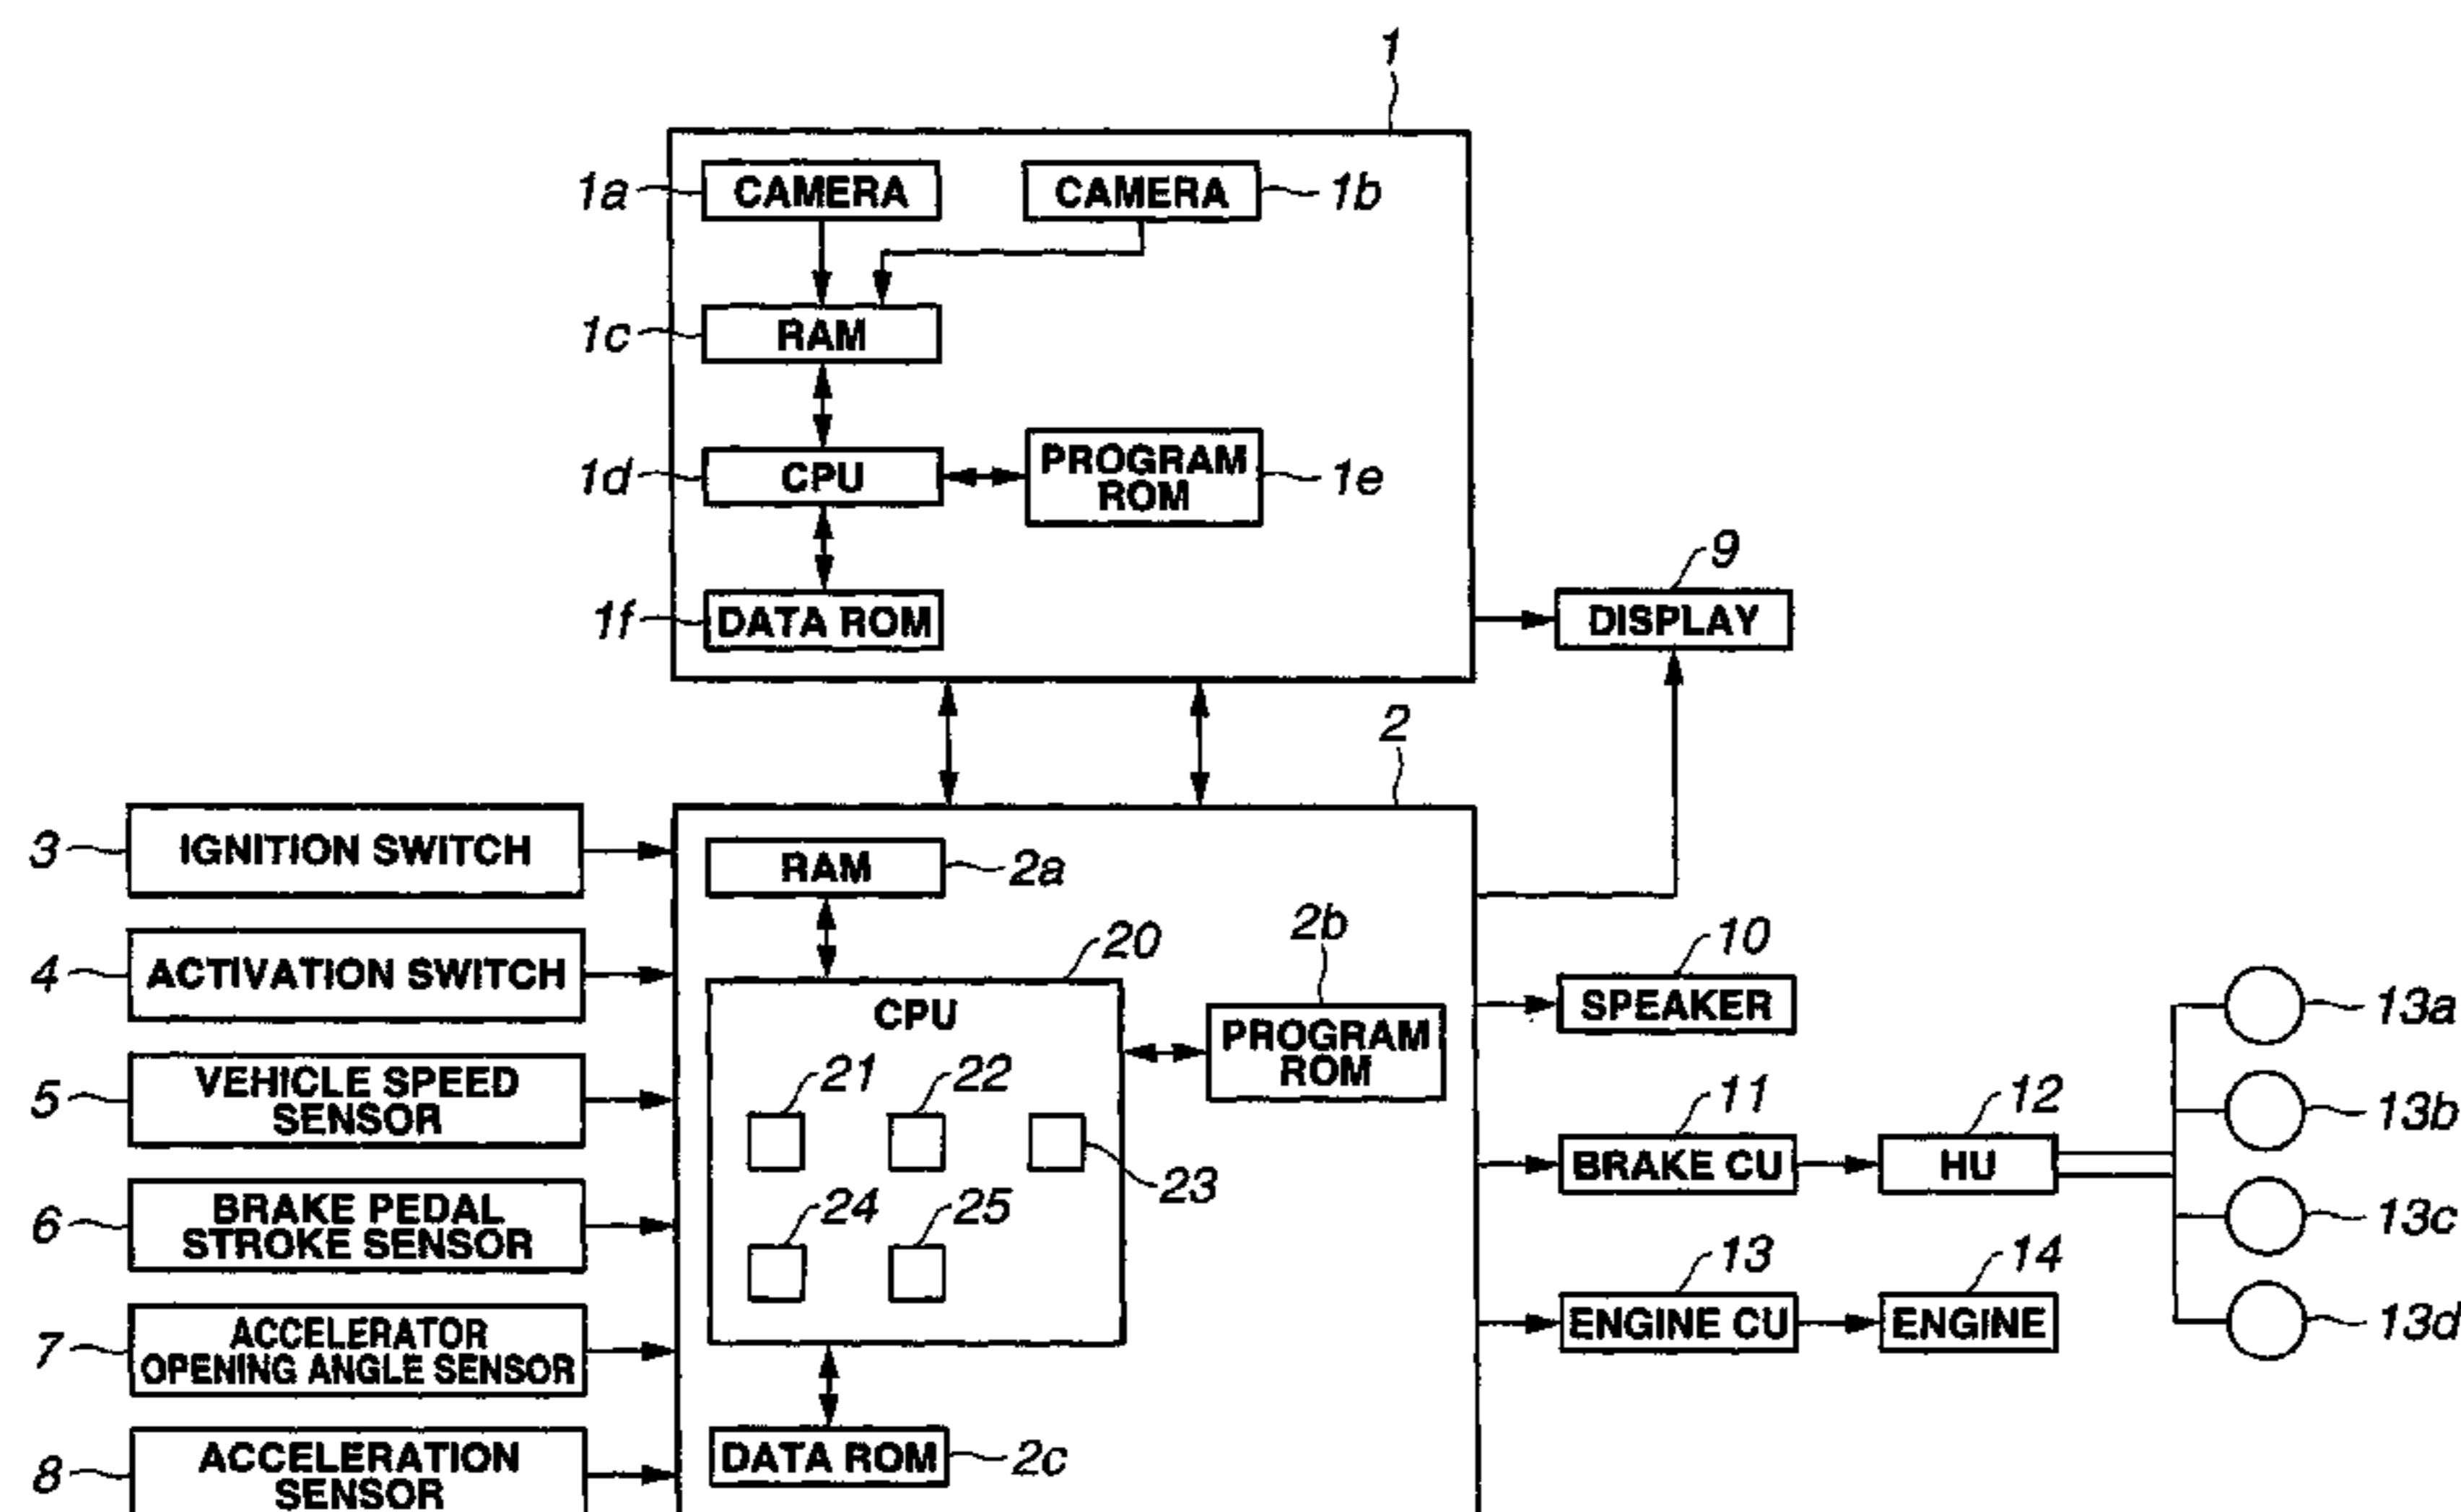 1
1a
CAMERA
CAMERA
1b
1c
RAM
1d
CPU
PROGRAM
ROM
1e
1f
DATA ROM
9
DISPLAY
2
3
IGNITION SWITCH
RAM
2a
4
ACTIVATION SWITCH
20
2b
10
CPU
PROGRAM
ROM
SPEAKER
13a
5
VEHICLE SPEED
SENSOR
21
22
23
11
BRAKE CU
12
HU
13b
6
BRAKE PEDAL
STROKE SENSOR
24
25
13c
7
ACCELERATOR
OPENING ANGLE SENSOR
13
ENGINE CU
14
ENGINE
13d
8
ACCELERATION
SENSOR
DATA ROM
2c